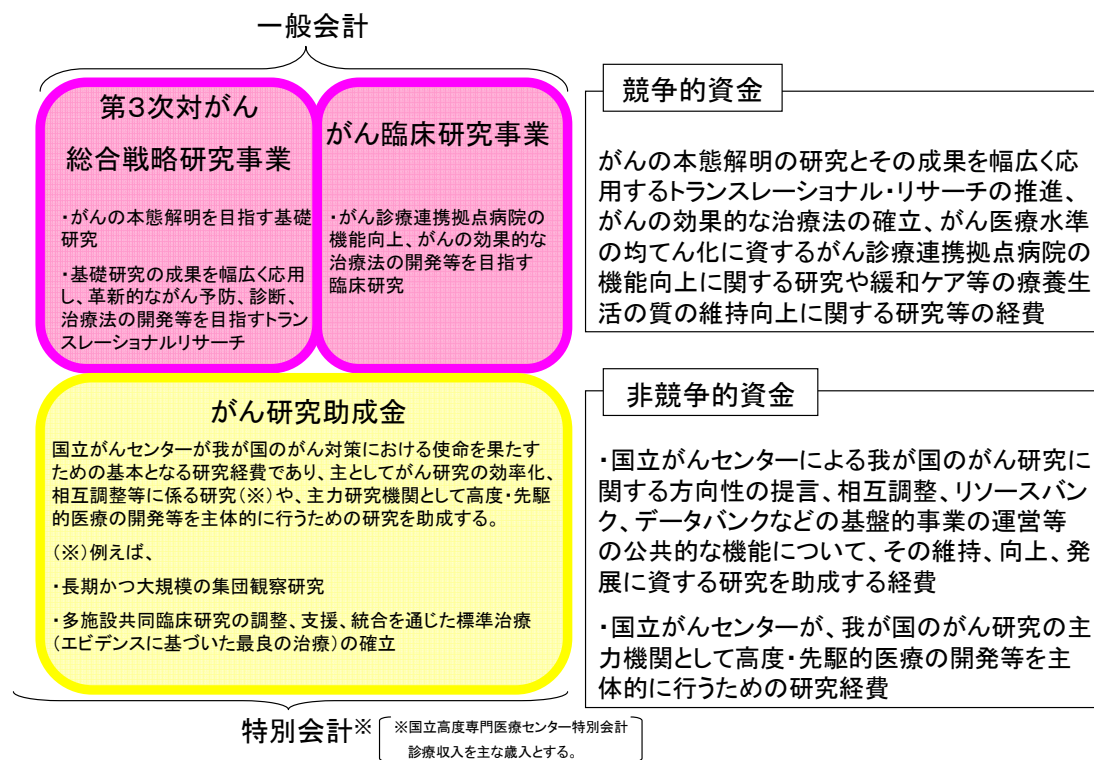 一般会計
第3次対がん
総合戦略研究事業
・がんの本態解明を目指す基礎
研究
・基礎研究の成果を幅広く応用
し、革新的ながん予防、診断、
治療法の開発等を目指すトラン
スレーショナルリサーチ
がん臨床研究事業
・がん診療連携拠点病院の
機能向上、がんの効果的な
治療法の開発等を目指す
臨床研究
競争的資金
がんの本態解明の研究とその成果を幅広く応
用するトランスレーショナル・リサーチの推進、
がんの効果的な治療法の確立、がん医療水準
の均てん化に資するがん診療連携拠点病院の
機能向上に関する研究や緩和ケア等の療養生
活の質の維持向上に関する研究等の経費
がん研究助成金
国立がんセンターが我が国のがん対策における使命を果たす
ための基本となる研究経費であり、主としてがん研究の効率化、
相互調整等に係る研究(※)や、主力研究機関として高度・先駆
的医療の開発等を主体的に行うための研究を助成する。
(※)例えば、
・長期かつ大規模の集団観察研究
・多施設共同臨床研究の調整、支援、統合を通じた標準治療
(エビデンスに基づいた最良の治療)の確立
非競争的資金
・国立がんセンターによる我が国のがん研究に
関する方向性の提言、相互調整、リソースバン
ク、データバンクなどの基盤的事業の運営等
の公共的な機能について、その維持、向上、発
展に資する研究を助成する経費
・国立がんセンターが、我が国のがん研究の主
力機関として高度・先駆的医療の開発等を主
体的に行うための研究経費
特別会計※
※国立高度専門医療センター特別会計
診療収入を主な歳入とする。